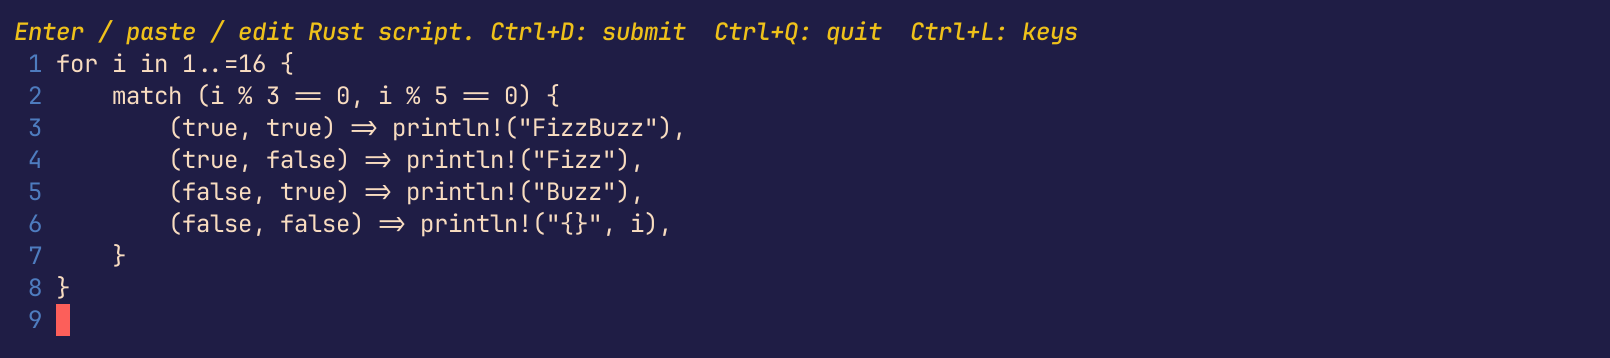 Enter / paste / edit Rust script. Ctrl+D: submit  Ctrl+Q: quit  Ctrl+L: keys
1 for i in 1..=16 {
2     match (i % 3 == 0, i % 5 == 0) {
3         (true, true) => println!("FizzBuzz"),
4         (true, false) => println!("Fizz"),
5         (false, true) => println!("Buzz"),
6         (false, false) => println!("{}", i),
7     }
8 }
9